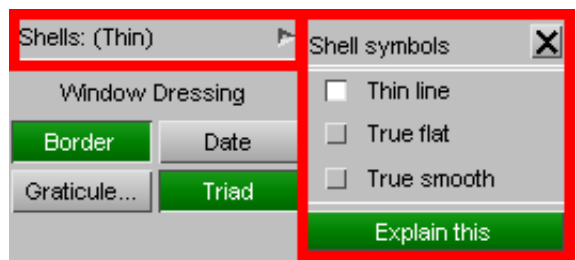 Shells: (Thin)
Window Dressing
Border Date
Graticule... Triad
Shell symbols X
Thin line
True flat
True smooth
Explain this